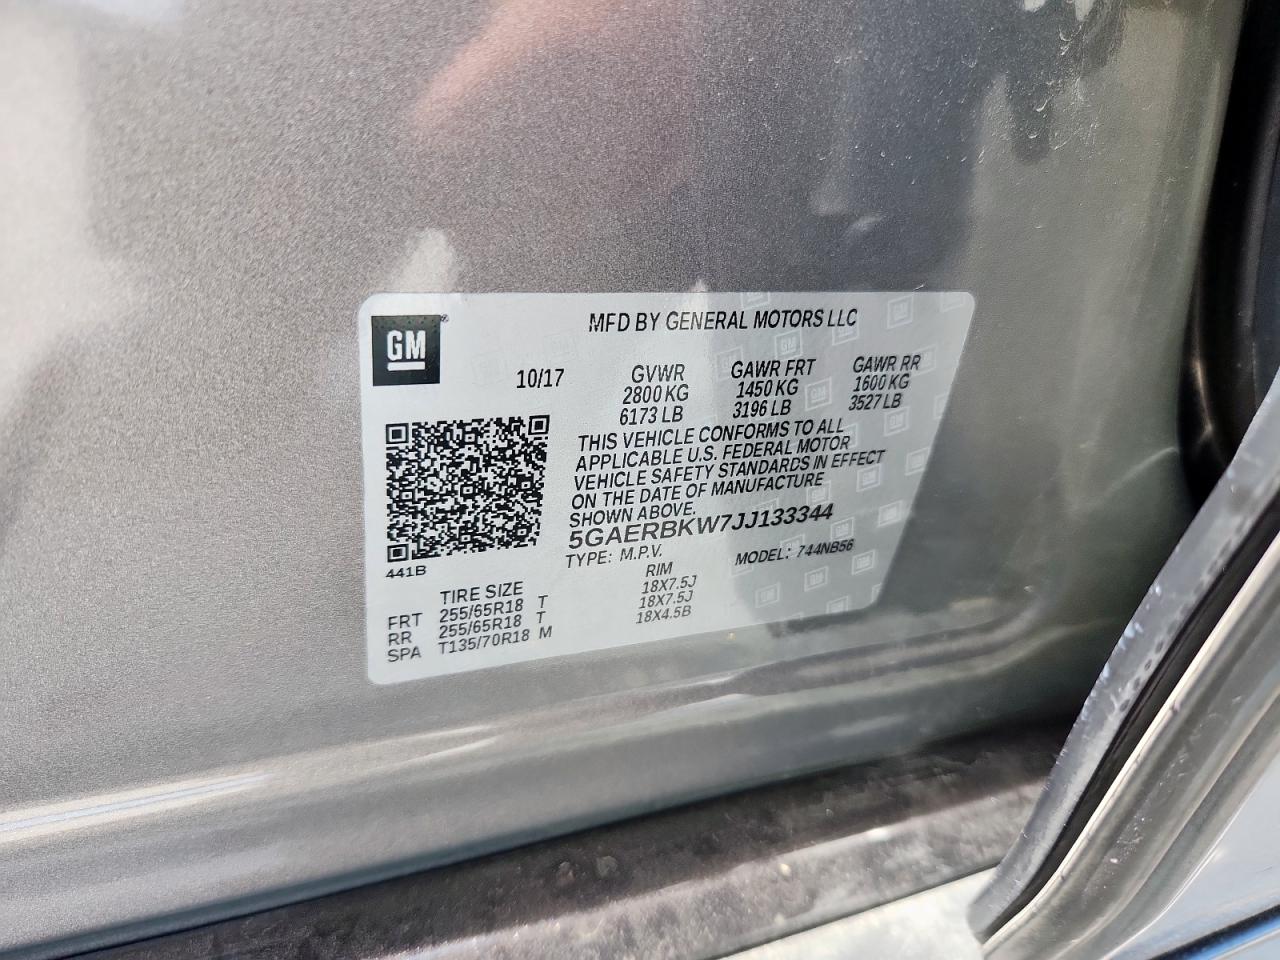 GM®
MFD BY GENERAL MOTORS LLC
10/17
GVWR
2800 KG
6173 LB
GAWR FRT
1450 KG
3196 LB
GAWR RR
1600 KG
3527 LB
THIS VEHICLE CONFORMS TO ALL
APPLICABLE U.S. FEDERAL MOTOR
VEHICLE SAFETY STANDARDS IN EFFECT
ON THE DATE OF MANUFACTURE
SHOWN ABOVE.
5GAERBKW7JJ133344
TYPE: M.P.V. MODEL: 744NB56
441B
TIRE SIZE RIM
FRT 255/65R18 T 18X7.5J
RR 255/65R18 T 18X7.5J
SPA T135/70R18 M 18X4.5B